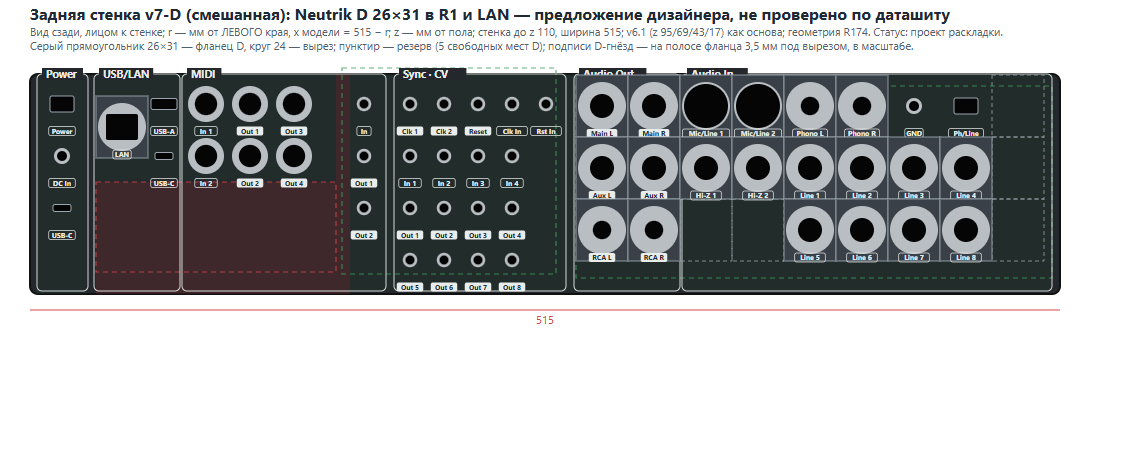 Задняя стенка v7-D (смешанная): Neutrik D 26×31 в R1 и LAN — предложение дизайнера, не проверено по даташиту
Вид сзади, лицом к стенке; r — мм от ЛЕВОГО края, x модели = 515 − r; z — мм от пола; стенка до z 110, ширина 515; v6.1 (z 95/69/43/17) как основа; геометрия R174. Статус: проект раскладки.
Серый прямоугольник 26×31 — фланец D, круг 24 — вырез; пунктир — резерв (5 свободных мест D); подписи D-гнёзд — на полосе фланца 3,5 мм под вырезом, в масштабе.
Power USB/LAN MIDI Sync · CV Audio Out Audio In
Power USB-A In 1 Out 1 Out 3 In Clk 1 Clk 2 Reset Clk In Rst In Main L Main R Mic/Line 1 Mic/Line 2 Phono L Phono R GND Ph/Line
LAN
DC In USB-C In 2 Out 2 Out 4 Out 1 In 1 In 2 In 3 In 4 Aux L Aux R Hi-Z 1 Hi-Z 2 Line 1 Line 2 Line 3 Line 4
USB-C Out 2 Out 1 Out 2 Out 3 Out 4 RCA L RCA R Line 5 Line 6 Line 7 Line 8
Out 5 Out 6 Out 7 Out 8
515